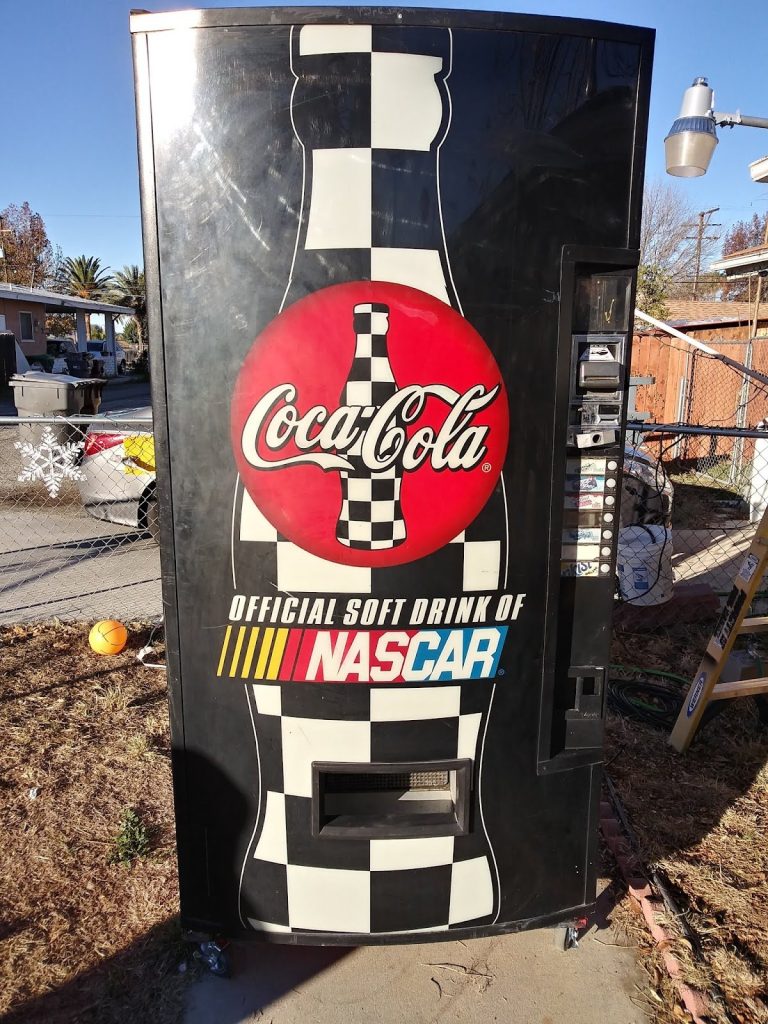 Coca-Cola
®
OFFICIAL SOFT DRINK OF
NASCAR